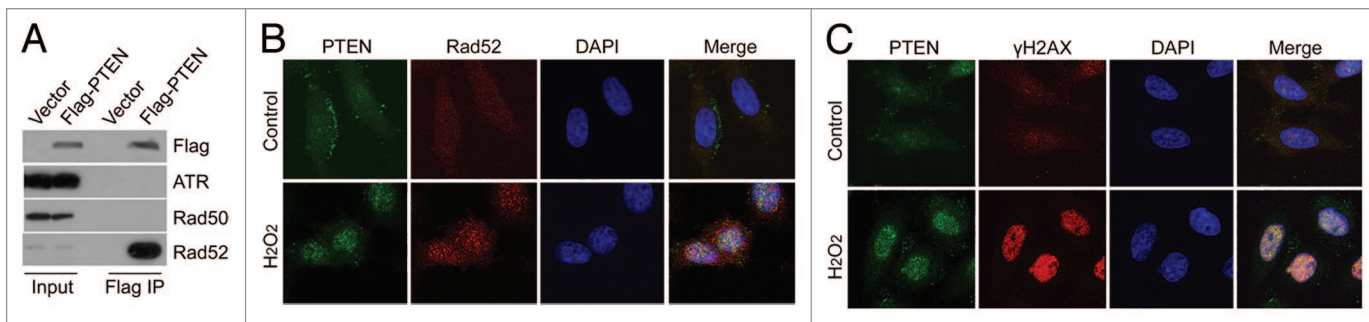 A
Vector
Flag-PTEN
Vector
Flag-PTEN
Flag
ATR
Rad50
Rad52
Input
Flag IP
B
PTEN
Rad52
DAPI
Merge
Control
H2O2
C
PTEN
γH2AX
DAPI
Merge
Control
H2O2